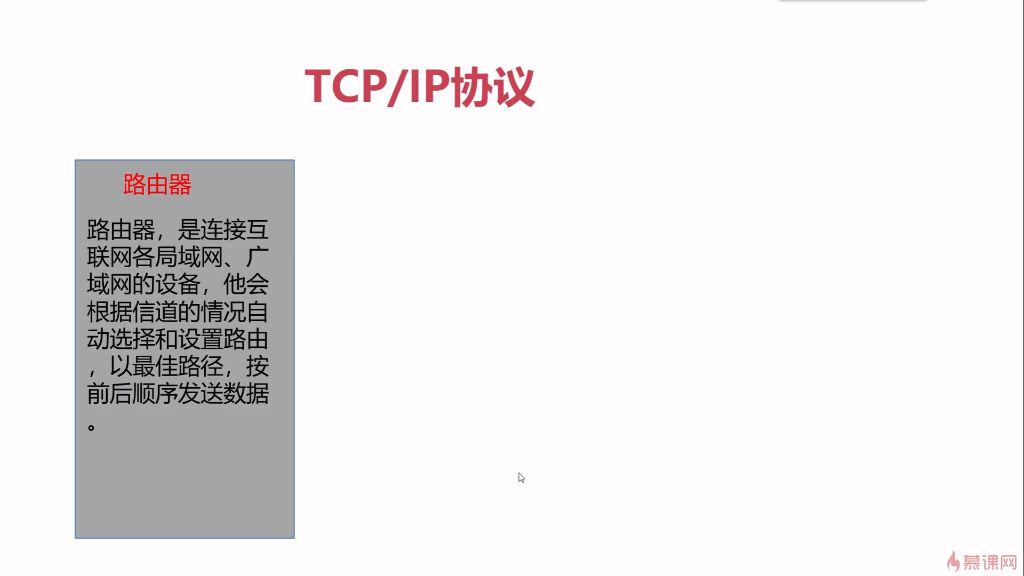 TCP/IP协议
路由器
路由器，是连接互
联网各局域网、广
域网的设备，他会
根据信道的情况自
动选择和设置路由
，以最佳路径，按
前后顺序发送数据
。
慕课网